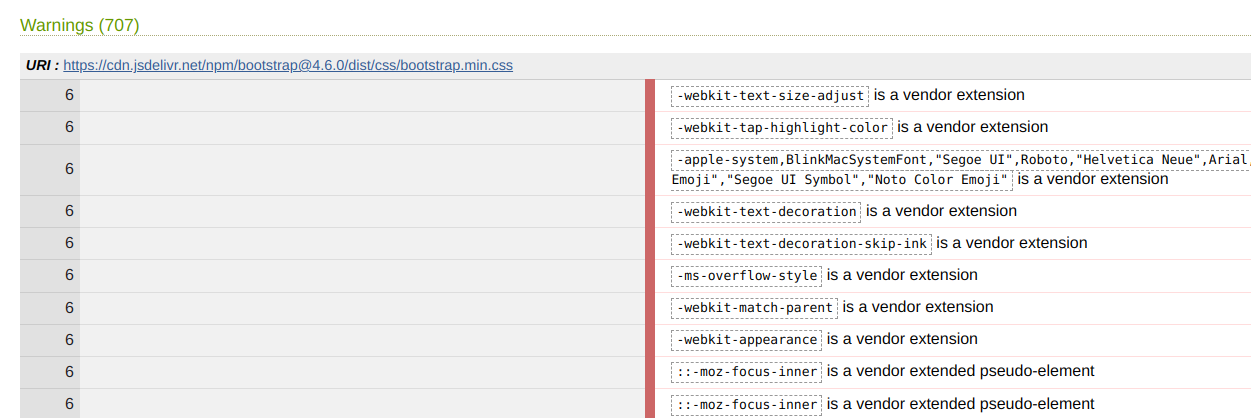 Warnings (707)
URI : https://cdn.jsdelivr.net/npm/bootstrap@4.6.0/dist/css/bootstrap.min.css
6 -webkit-text-size-adjust is a vendor extension
6 -webkit-tap-highlight-color is a vendor extension
6 -apple-system,BlinkMacSystemFont,"Segoe UI",Roboto,"Helvetica Neue",Arial,
Emoji","Segoe UI Symbol","Noto Color Emoji" is a vendor extension
6 -webkit-text-decoration is a vendor extension
6 -webkit-text-decoration-skip-ink is a vendor extension
6 -ms-overflow-style is a vendor extension
6 -webkit-match-parent is a vendor extension
6 -webkit-appearance is a vendor extension
6 ::-moz-focus-inner is a vendor extended pseudo-element
6 ::-moz-focus-inner is a vendor extended pseudo-element